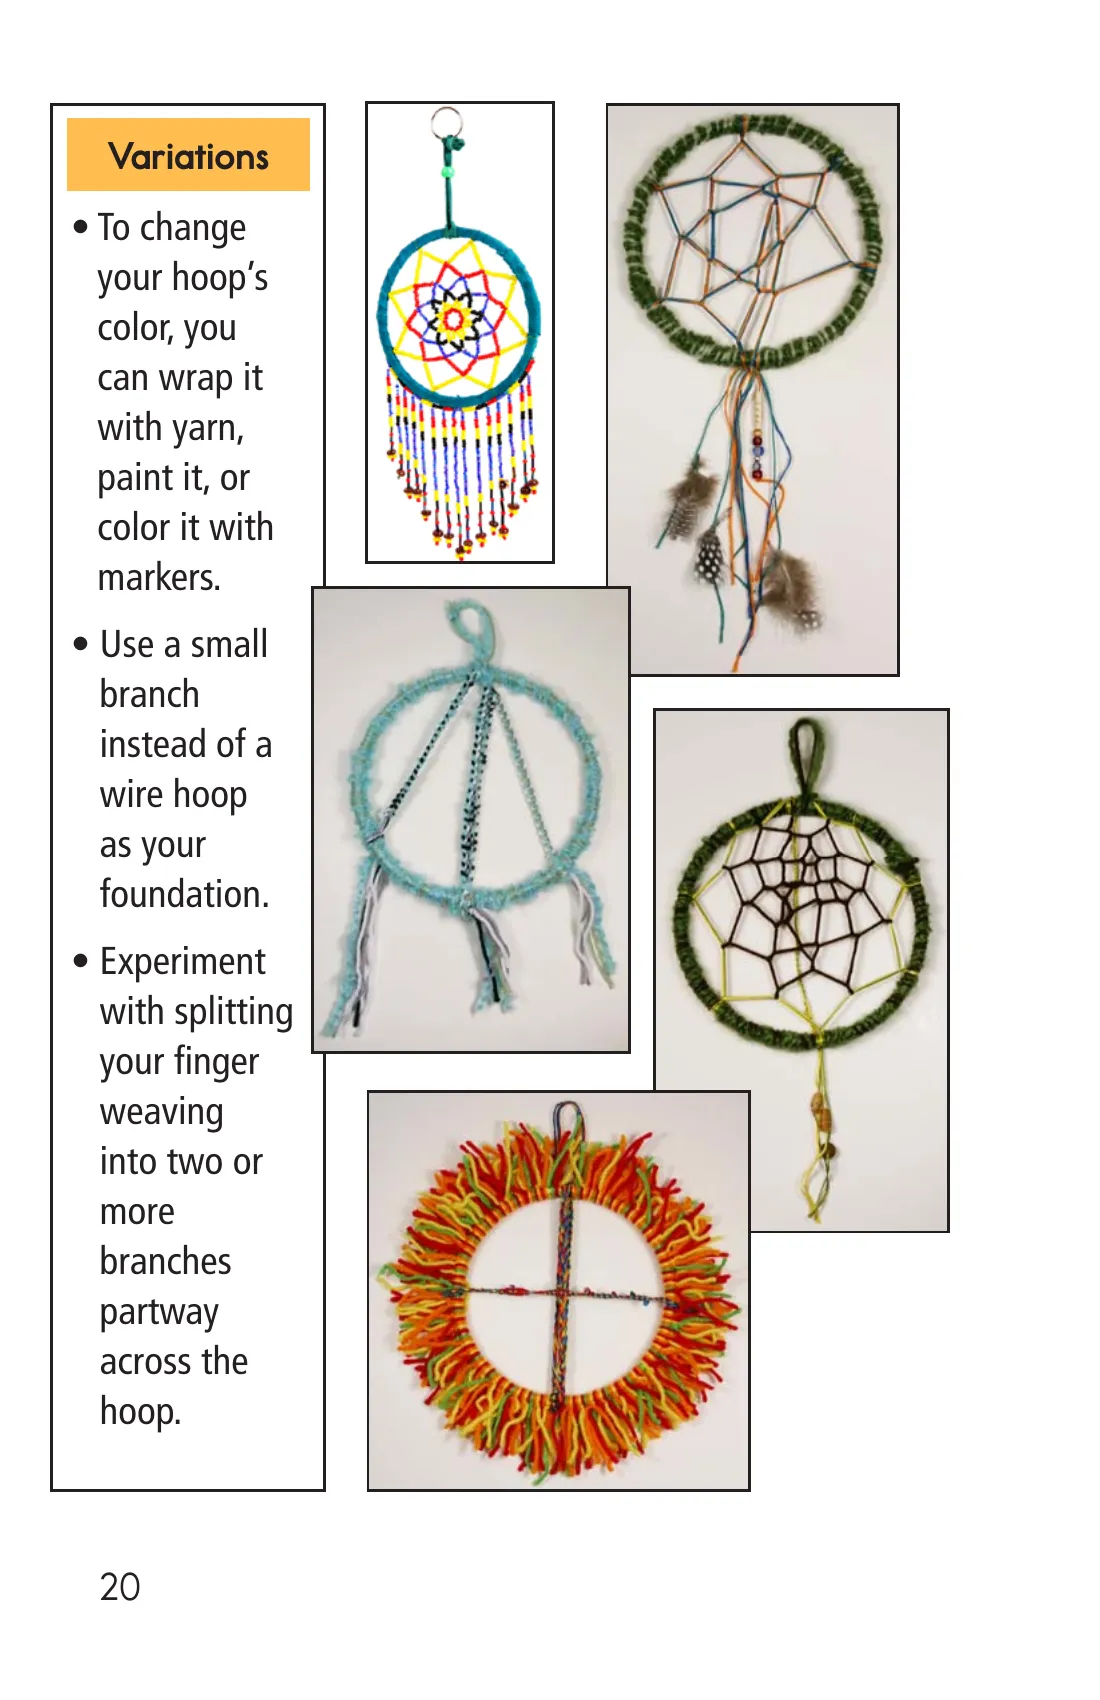 Variations
• To change
your hoop’s
color, you
can wrap it
with yarn,
paint it, or
color it with
markers.
• Use a small
branch
instead of a
wire hoop
as your
foundation.
• Experiment
with splitting
your finger
weaving
into two or
more
branches
partway
across the
hoop.
20